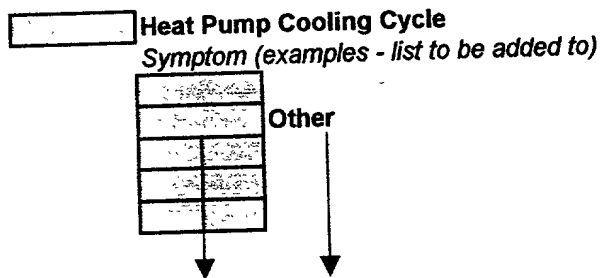 Heat Pump Cooling Cycle
Symptom (examples - list to be added to)
Other